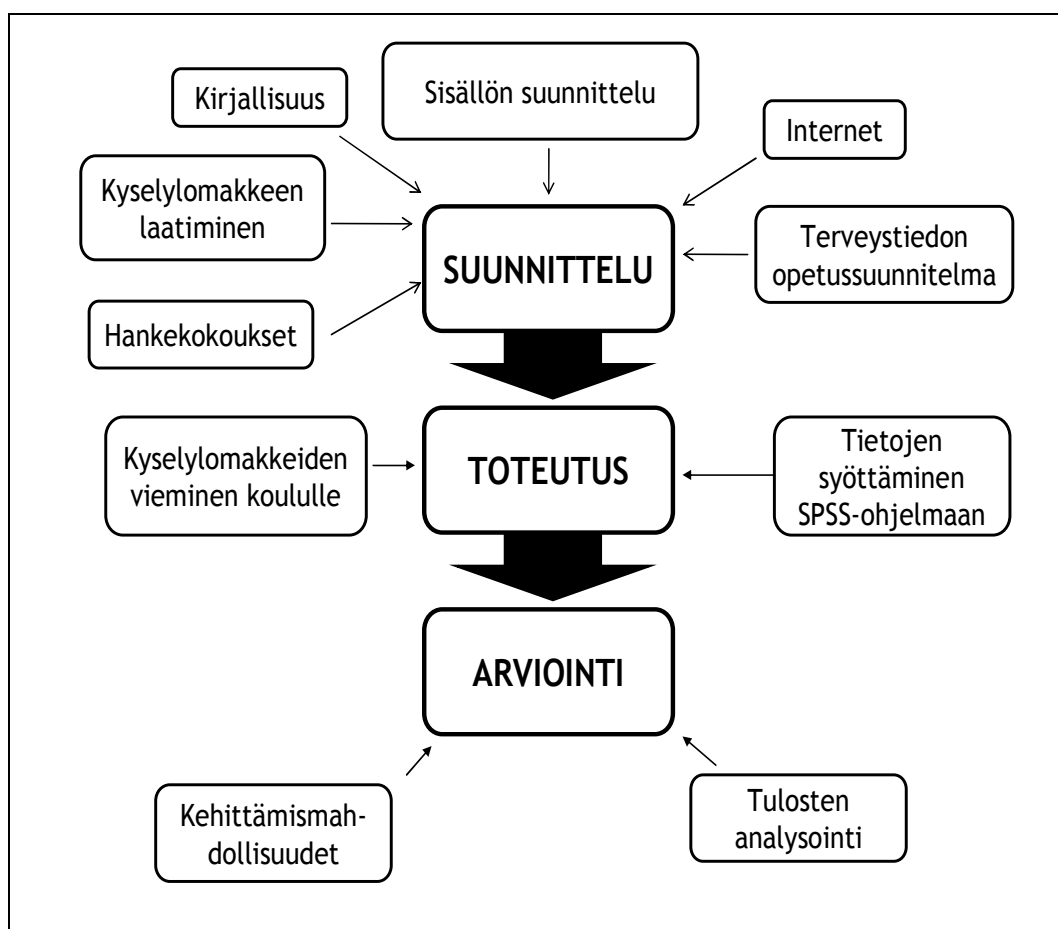 Sisällön suunnittelu
Kirjallisuus
Internet
Kyselylomakkeen
laatiminen
SUUNNITTELU
Terveystiedon
opetussuunnitelma
Hankekokoukset
Kyselylomakkeiden
vieminen koululle
TOTEUTUS
Tietojen
syöttäminen
SPSS-ohjelmaan
ARVIOINTI
Kehittämismah-
dollisuudet
Tulosten
analysointi